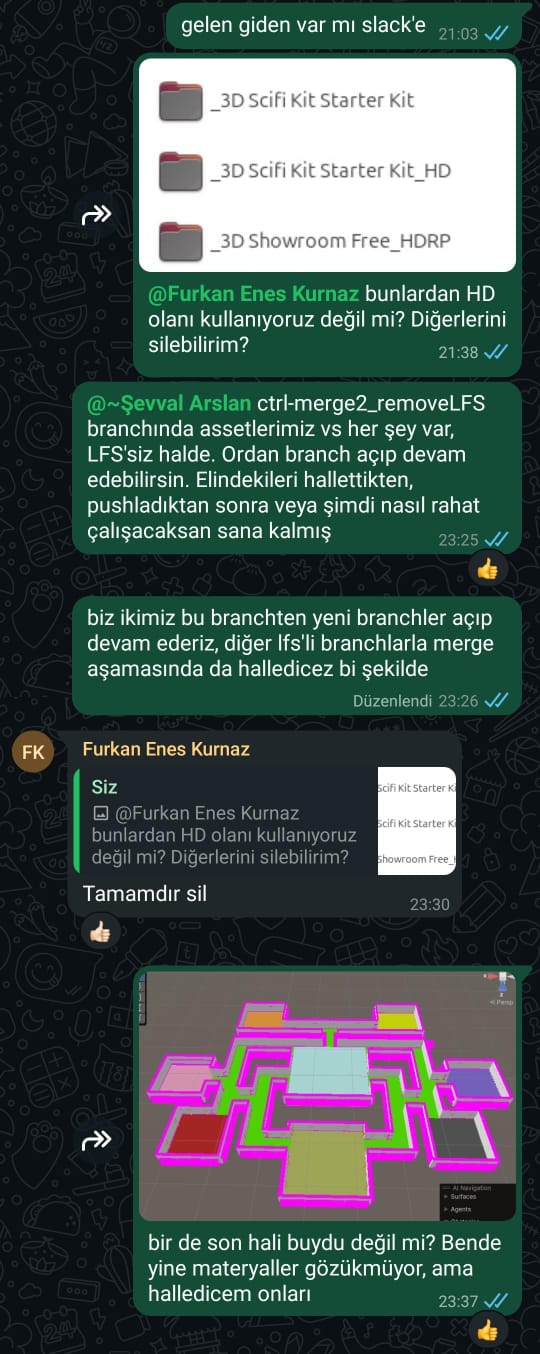 gelen giden var mı slack'e 21:03
_3D Scifi Kit Starter Kit
_3D Scifi Kit Starter Kit_HD
_3D Showroom Free_HDRP
@Furkan Enes Kurnaz bunlardan HD
olanı kullanıyoruz değil mi? Diğerlerini
silebilirim?
21:38
@~Şevval Arslan ctrl-merge2_removeLFS
branchında assetlerimiz vs her şey var,
LFS'siz halde. Ordan branch açıp devam
edebilirsin. Elindekileri hallettikten,
pushladıktan sonra veya şimdi nasıl rahat
çalışacaksan sana kalmış
23:25
biz ikimiz bu branchten yeni branchler açıp
devam ederiz, diğer lfs'li branchlarla merge
aşamasında da halledicez bi şekilde
Düzenlendi 23:26
FK
Furkan Enes Kurnaz
Siz
@Furkan Enes Kurnaz
bunlardan HD olanı kullanıyoruz
değil mi? Diğerlerini silebilirim?
Scifi Kit Starter Ki
Scifi Kit Starter K
Showroom Free_
Tamamdır sil
23:30
< Persp
AI Navigation
Surfaces
Agents
bir de son hali buydu değil mi? Bende
yine materyaller gözükmüyor, ama
halledicem onları
23:37